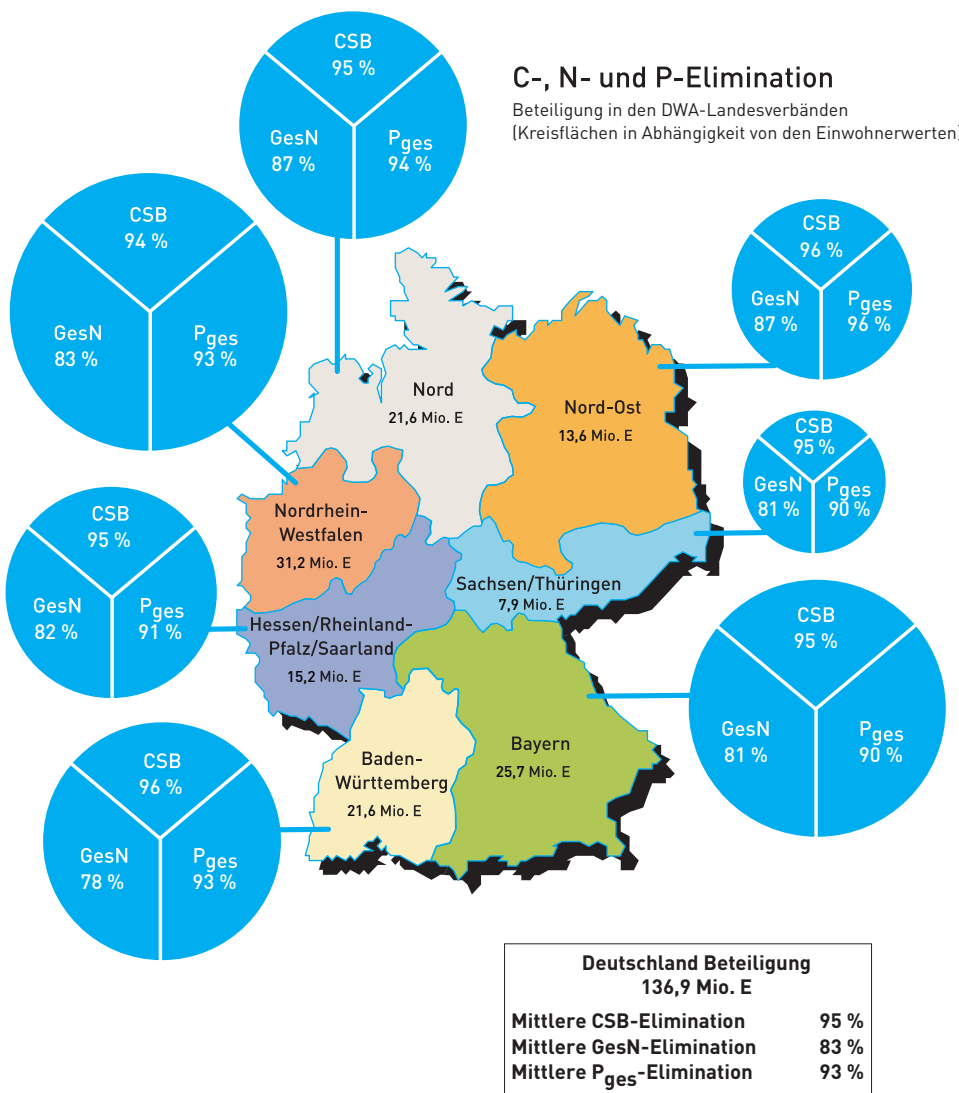 C-, N- und P-Elimination
Beteiligung in den DWA-Landesverbänden
(Kreisflächen in Abhängigkeit von den Einwohnerwerten)
CSB
95 %
GesN
87 %
Pges
94 %
CSB
94 %
GesN
83 %
Pges
93 %
CSB
96 %
GesN
87 %
Pges
96 %
CSB
95 %
GesN
81 %
Pges
90 %
CSB
95 %
GesN
82 %
Pges
91 %
CSB
95 %
GesN
81 %
Pges
90 %
CSB
96 %
GesN
78 %
Pges
93 %
Nord
21,6 Mio. E
Nord-Ost
13,6 Mio. E
Nordrhein-
Westfalen
31,2 Mio. E
Sachsen/Thüringen
7,9 Mio. E
Hessen/Rheinland-
Pfalz/Saarland
15,2 Mio. E
Baden-
Württemberg
21,6 Mio. E
Bayern
25,7 Mio. E
Deutschland Beteiligung
136,9 Mio. E
Mittlere CSB-Elimination 95 %
Mittlere GesN-Elimination 83 %
Mittlere Pges-Elimination 93 %